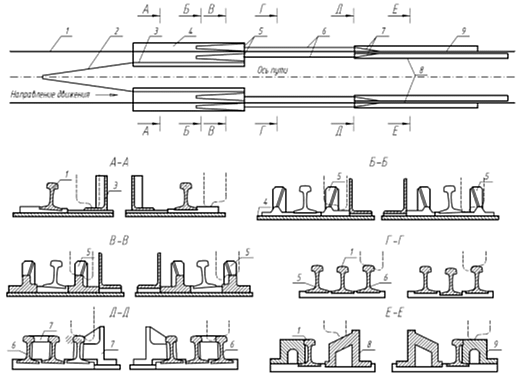 А Б В Г Д Е
1 2 3 4 5 6 7 9
Ось пути
8
Направление движения
А Б В Г Д Е
А-А Б-Б
1 3 4 5 5
В-В Г-Г
5 5 1 5 6
Д-Д Е-Е
7 6 7 6 1 8 9